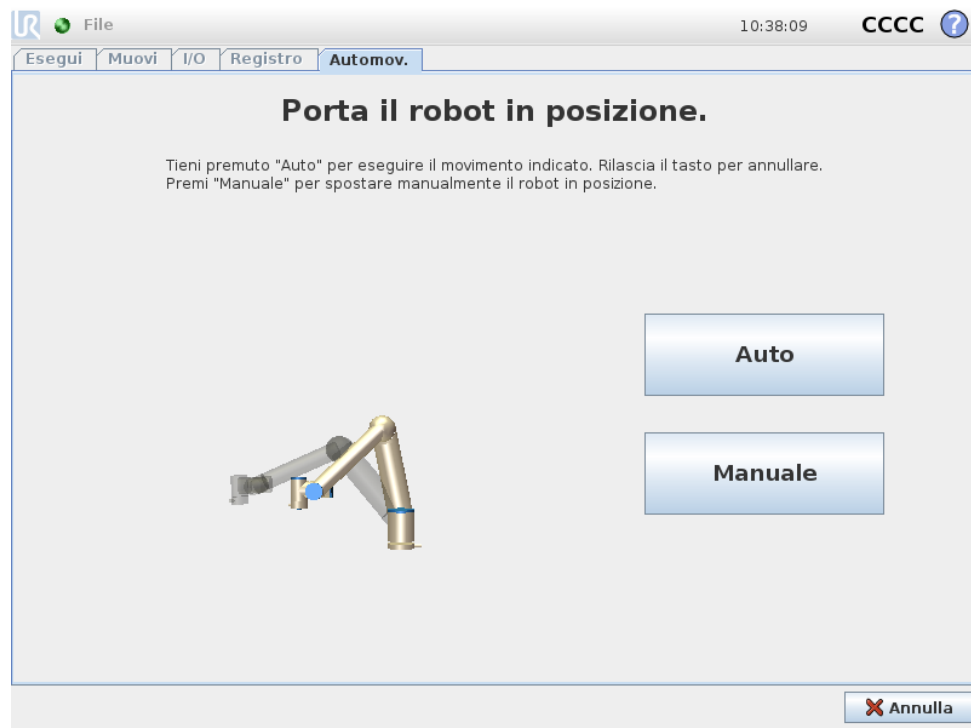 UR File 10:38:09 CCCC ?
Esegui Muovi I/O Registro Automov.
Porta il robot in posizione.
Tieni premuto "Auto" per eseguire il movimento indicato. Rilascia il tasto per annullare.
Premi "Manuale" per spostare manualmente il robot in posizione.
Auto
Manuale
Annulla